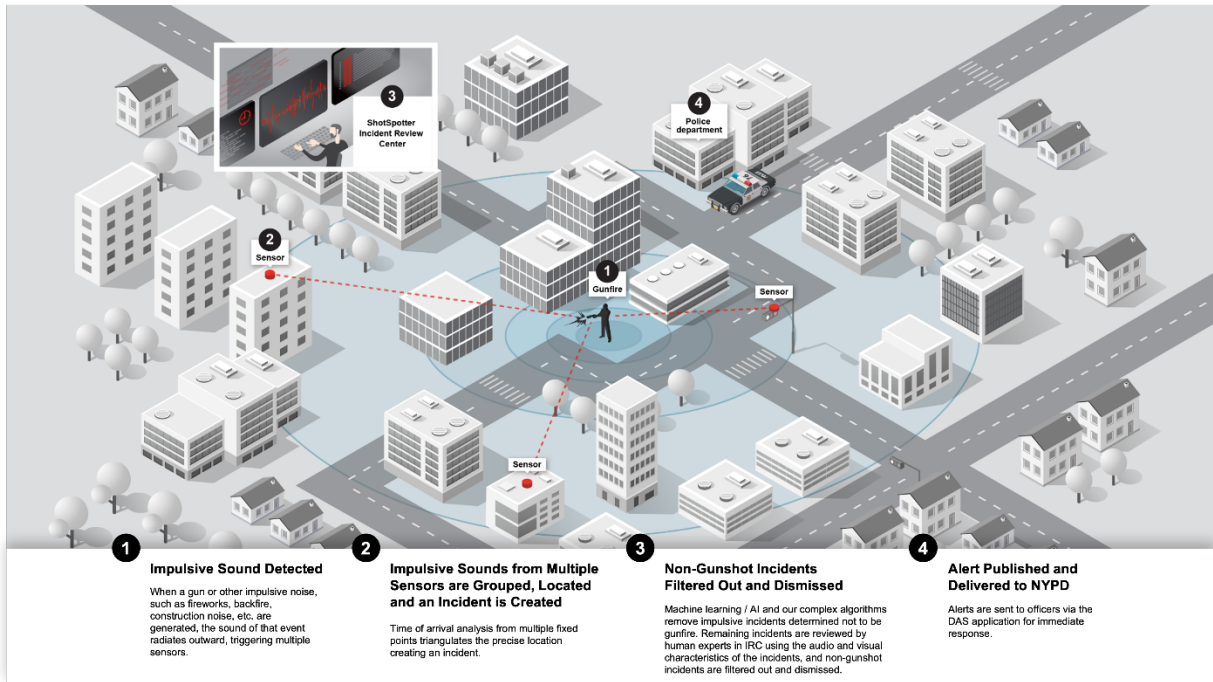 3
ShotSpotter
Incident Review
Center
4
Police
department
2
Sensor
1
Gunfire
Sensor
Sensor
1
Impulsive Sound Detected
When a gun or other impulsive noise,
such as fireworks, backfire,
construction noise, etc. are
generated, the sound of that event
radiates outward, triggering multiple
sensors.
2
Impulsive Sounds from Multiple
Sensors are Grouped, Located
and an Incident is Created
Time of arrival analysis from multiple fixed
points triangulates the precise location
creating an incident.
3
Non-Gunshot Incidents
Filtered Out and Dismissed
Machine learning / AI and our complex algorithms
remove impulsive incidents determined not to be
gunfire. Remaining incidents are reviewed by
human experts in IRC using the audio and visual
characteristics of the incidents, and non-gunshot
incidents are filtered out and dismissed.
4
Alert Published and
Delivered to NYPD
Alerts are sent to officers via the
DAS application for immediate
response.